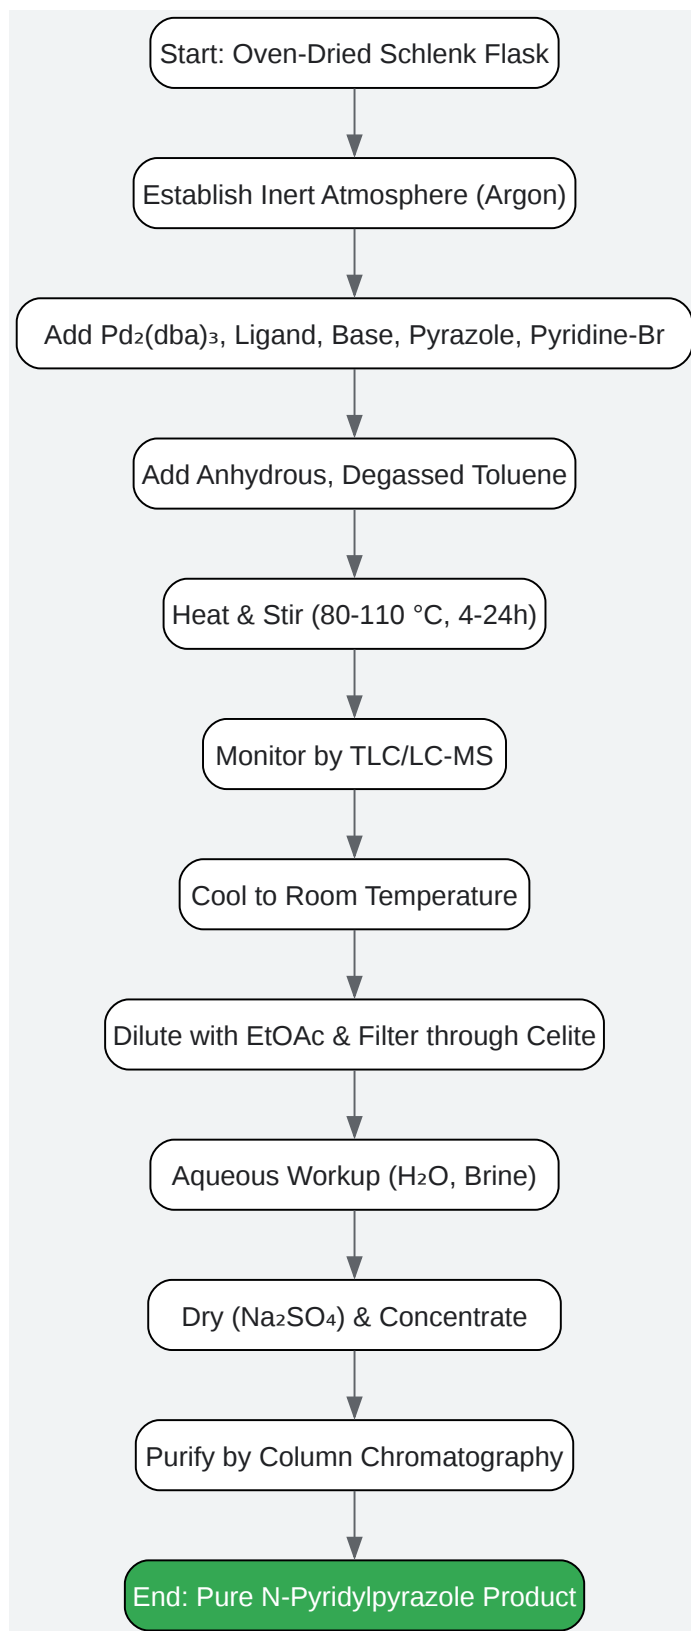 Start: Oven-Dried Schlenk Flask
Establish Inert Atmosphere (Argon)
Add Pd₂(dba)₃, Ligand, Base, Pyrazole, Pyridine-Br
Add Anhydrous, Degassed Toluene
Heat & Stir (80-110 °C, 4-24h)
Monitor by TLC/LC-MS
Cool to Room Temperature
Dilute with EtOAc & Filter through Celite
Aqueous Workup (H₂O, Brine)
Dry (Na₂SO₄) & Concentrate
Purify by Column Chromatography
End: Pure N-Pyridylpyrazole Product